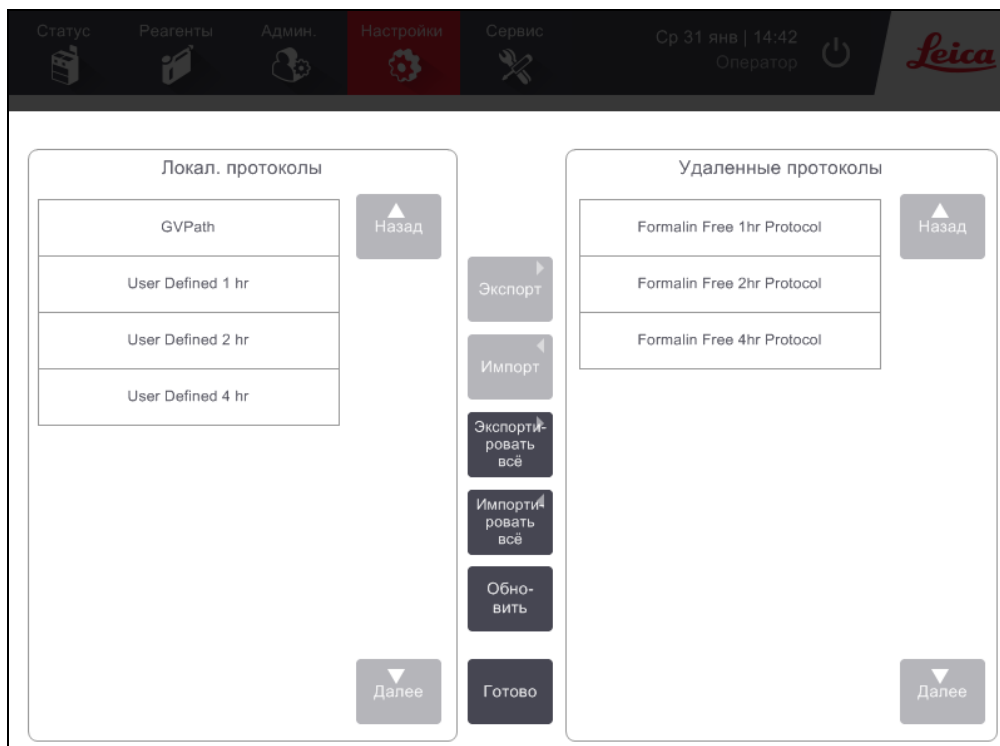 Статус
Реагенты
Админ.
Настройки
Сервис
Ср 31 янв | 14:42
Оператор
Leica
Локал. протоколы
GVPath
User Defined 1 hr
User Defined 2 hr
User Defined 4 hr
Назад
Далее
Экспорт
Импорт
Экспорти-
ровать
всё
Импорти-
ровать
всё
Обно-
вить
Готово
Удаленные протоколы
Formalin Free 1hr Protocol
Formalin Free 2hr Protocol
Formalin Free 4hr Protocol
Назад
Далее